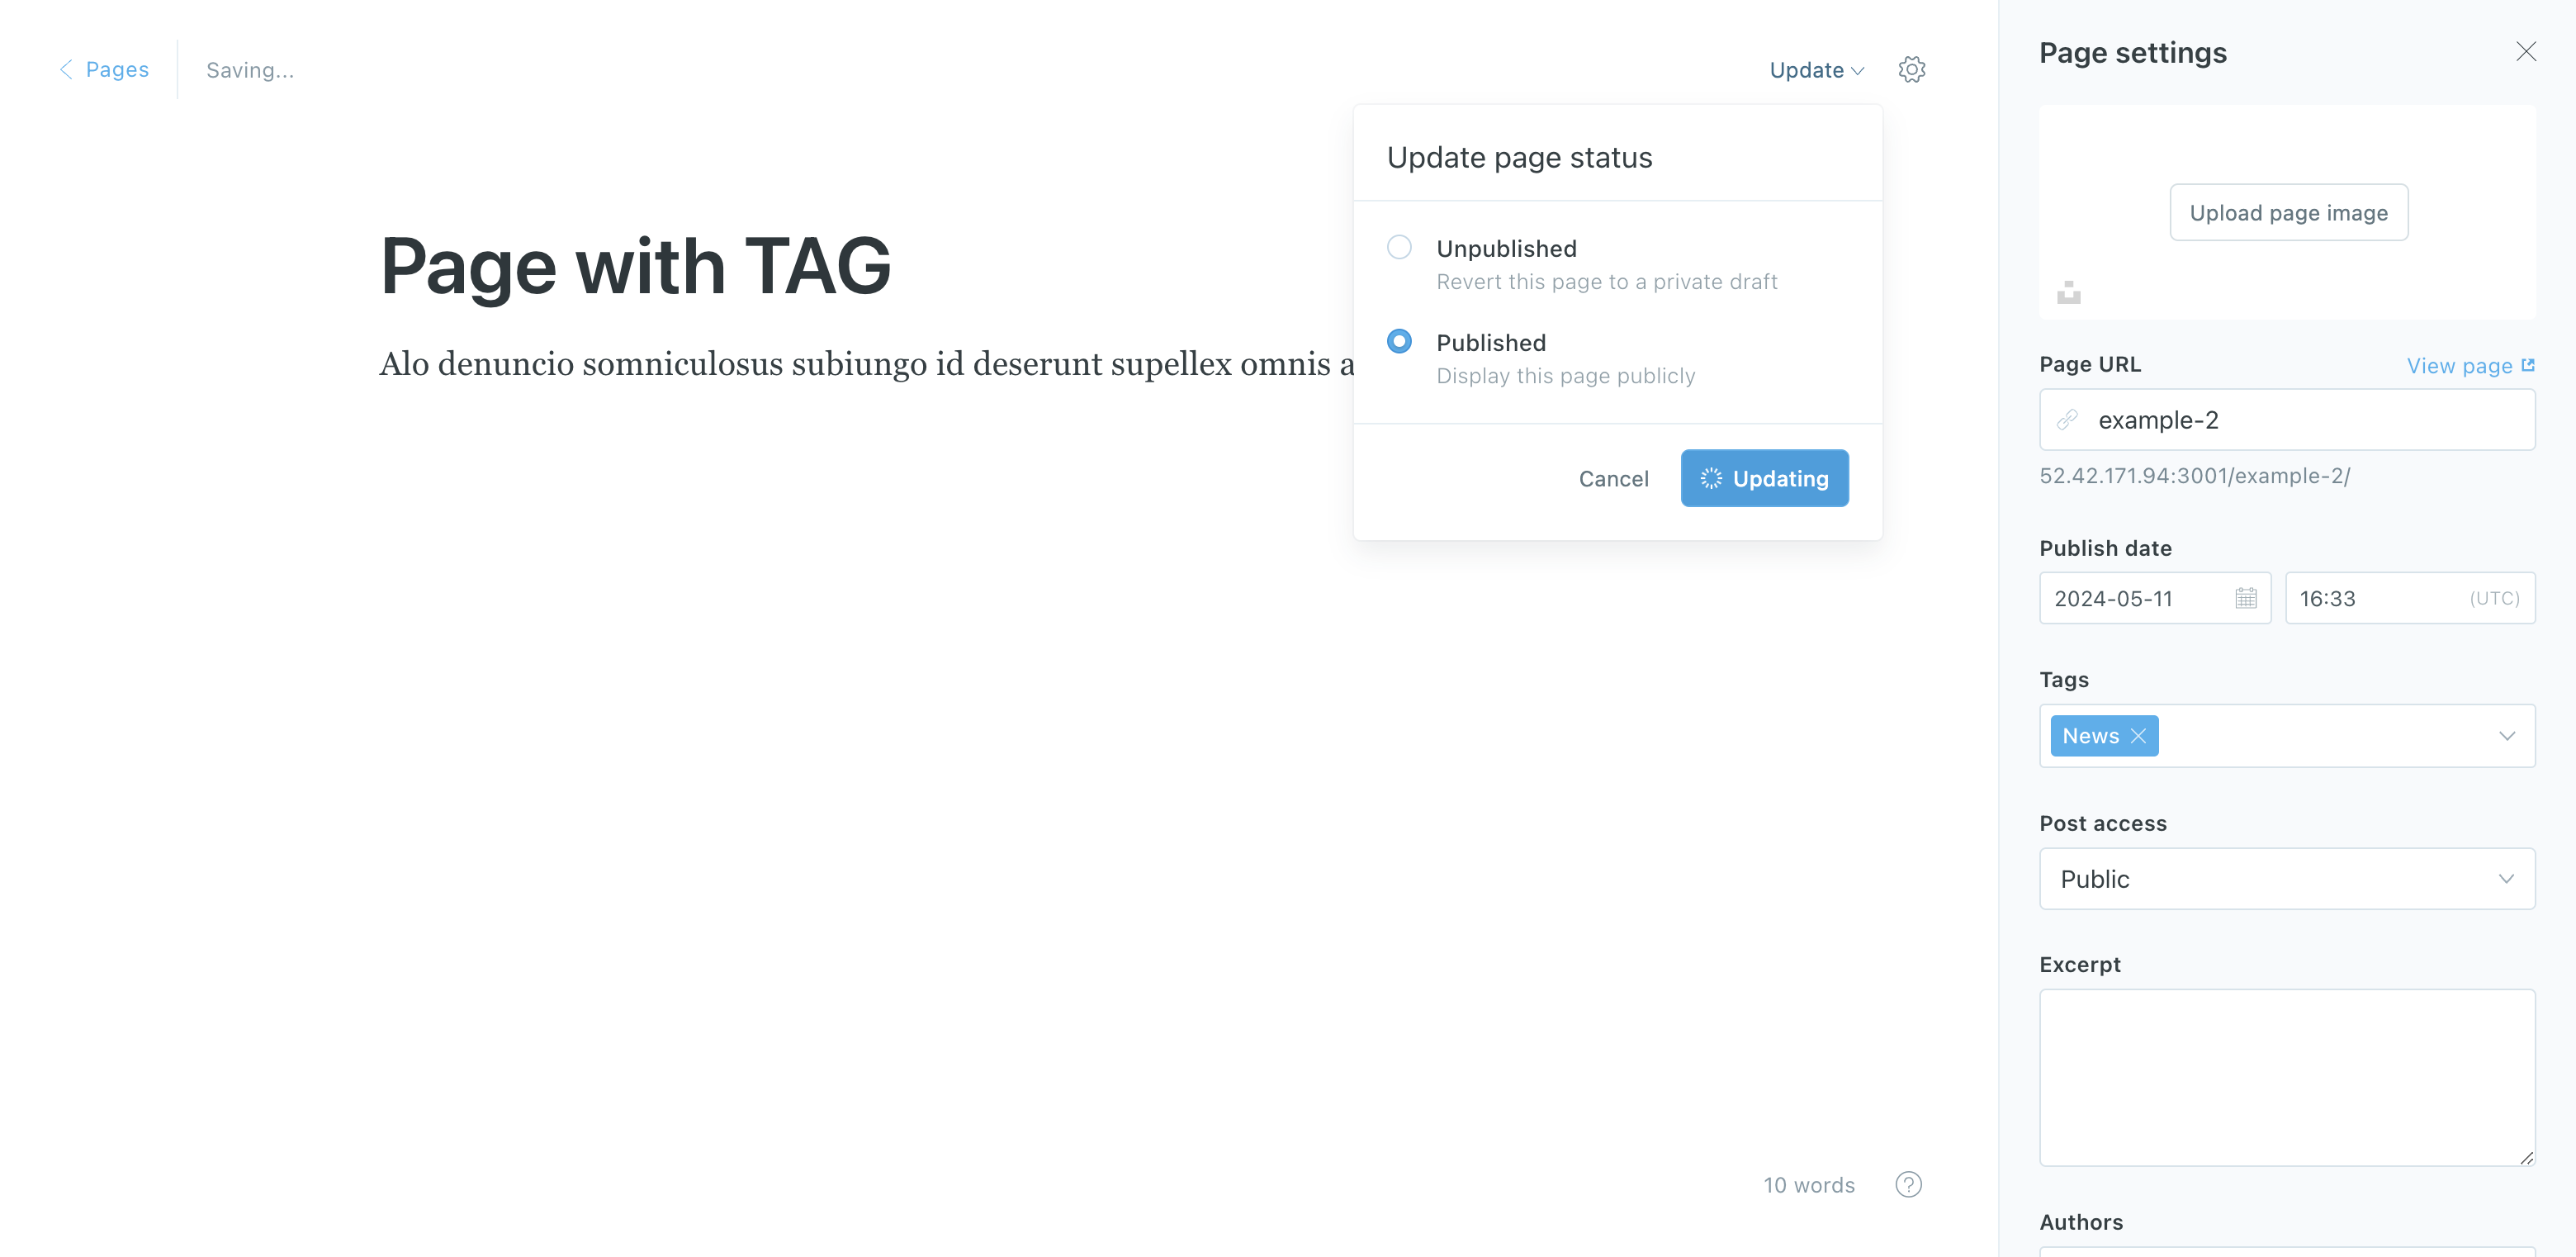 Pages
Saving...
Update
Update page status
Unpublished
Revert this page to a private draft
Published
Display this page publicly
Cancel
Updating
Page with TAG
Alo denuncio somniculosus subiungo id deserunt supellex omnis a
10 words
?
Page settings
Upload page image
Page URL
View page
example-2
52.42.171.94:3001/example-2/
Publish date
2024-05-11
16:33
(UTC)
Tags
News
Post access
Public
Excerpt
Authors